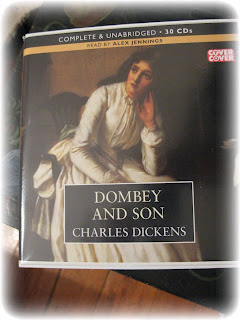 COMPLETE & UNABRIDGED • 30 CDs
READ BY ALEX JENNINGS
COVER
TO
COVER
DOMBEY
AND SON
CHARLES DICKENS